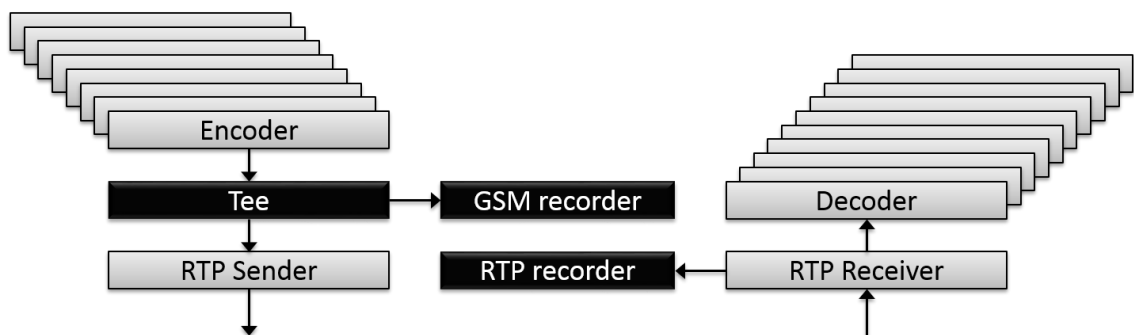 Encoder
Tee
GSM recorder
Decoder
RTP Sender
RTP recorder
RTP Receiver